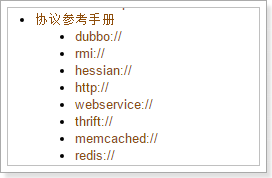 协议参考手册
dubbo://
rmi://
hessian://
http://
webservice://
thrift://
memcached://
redis://